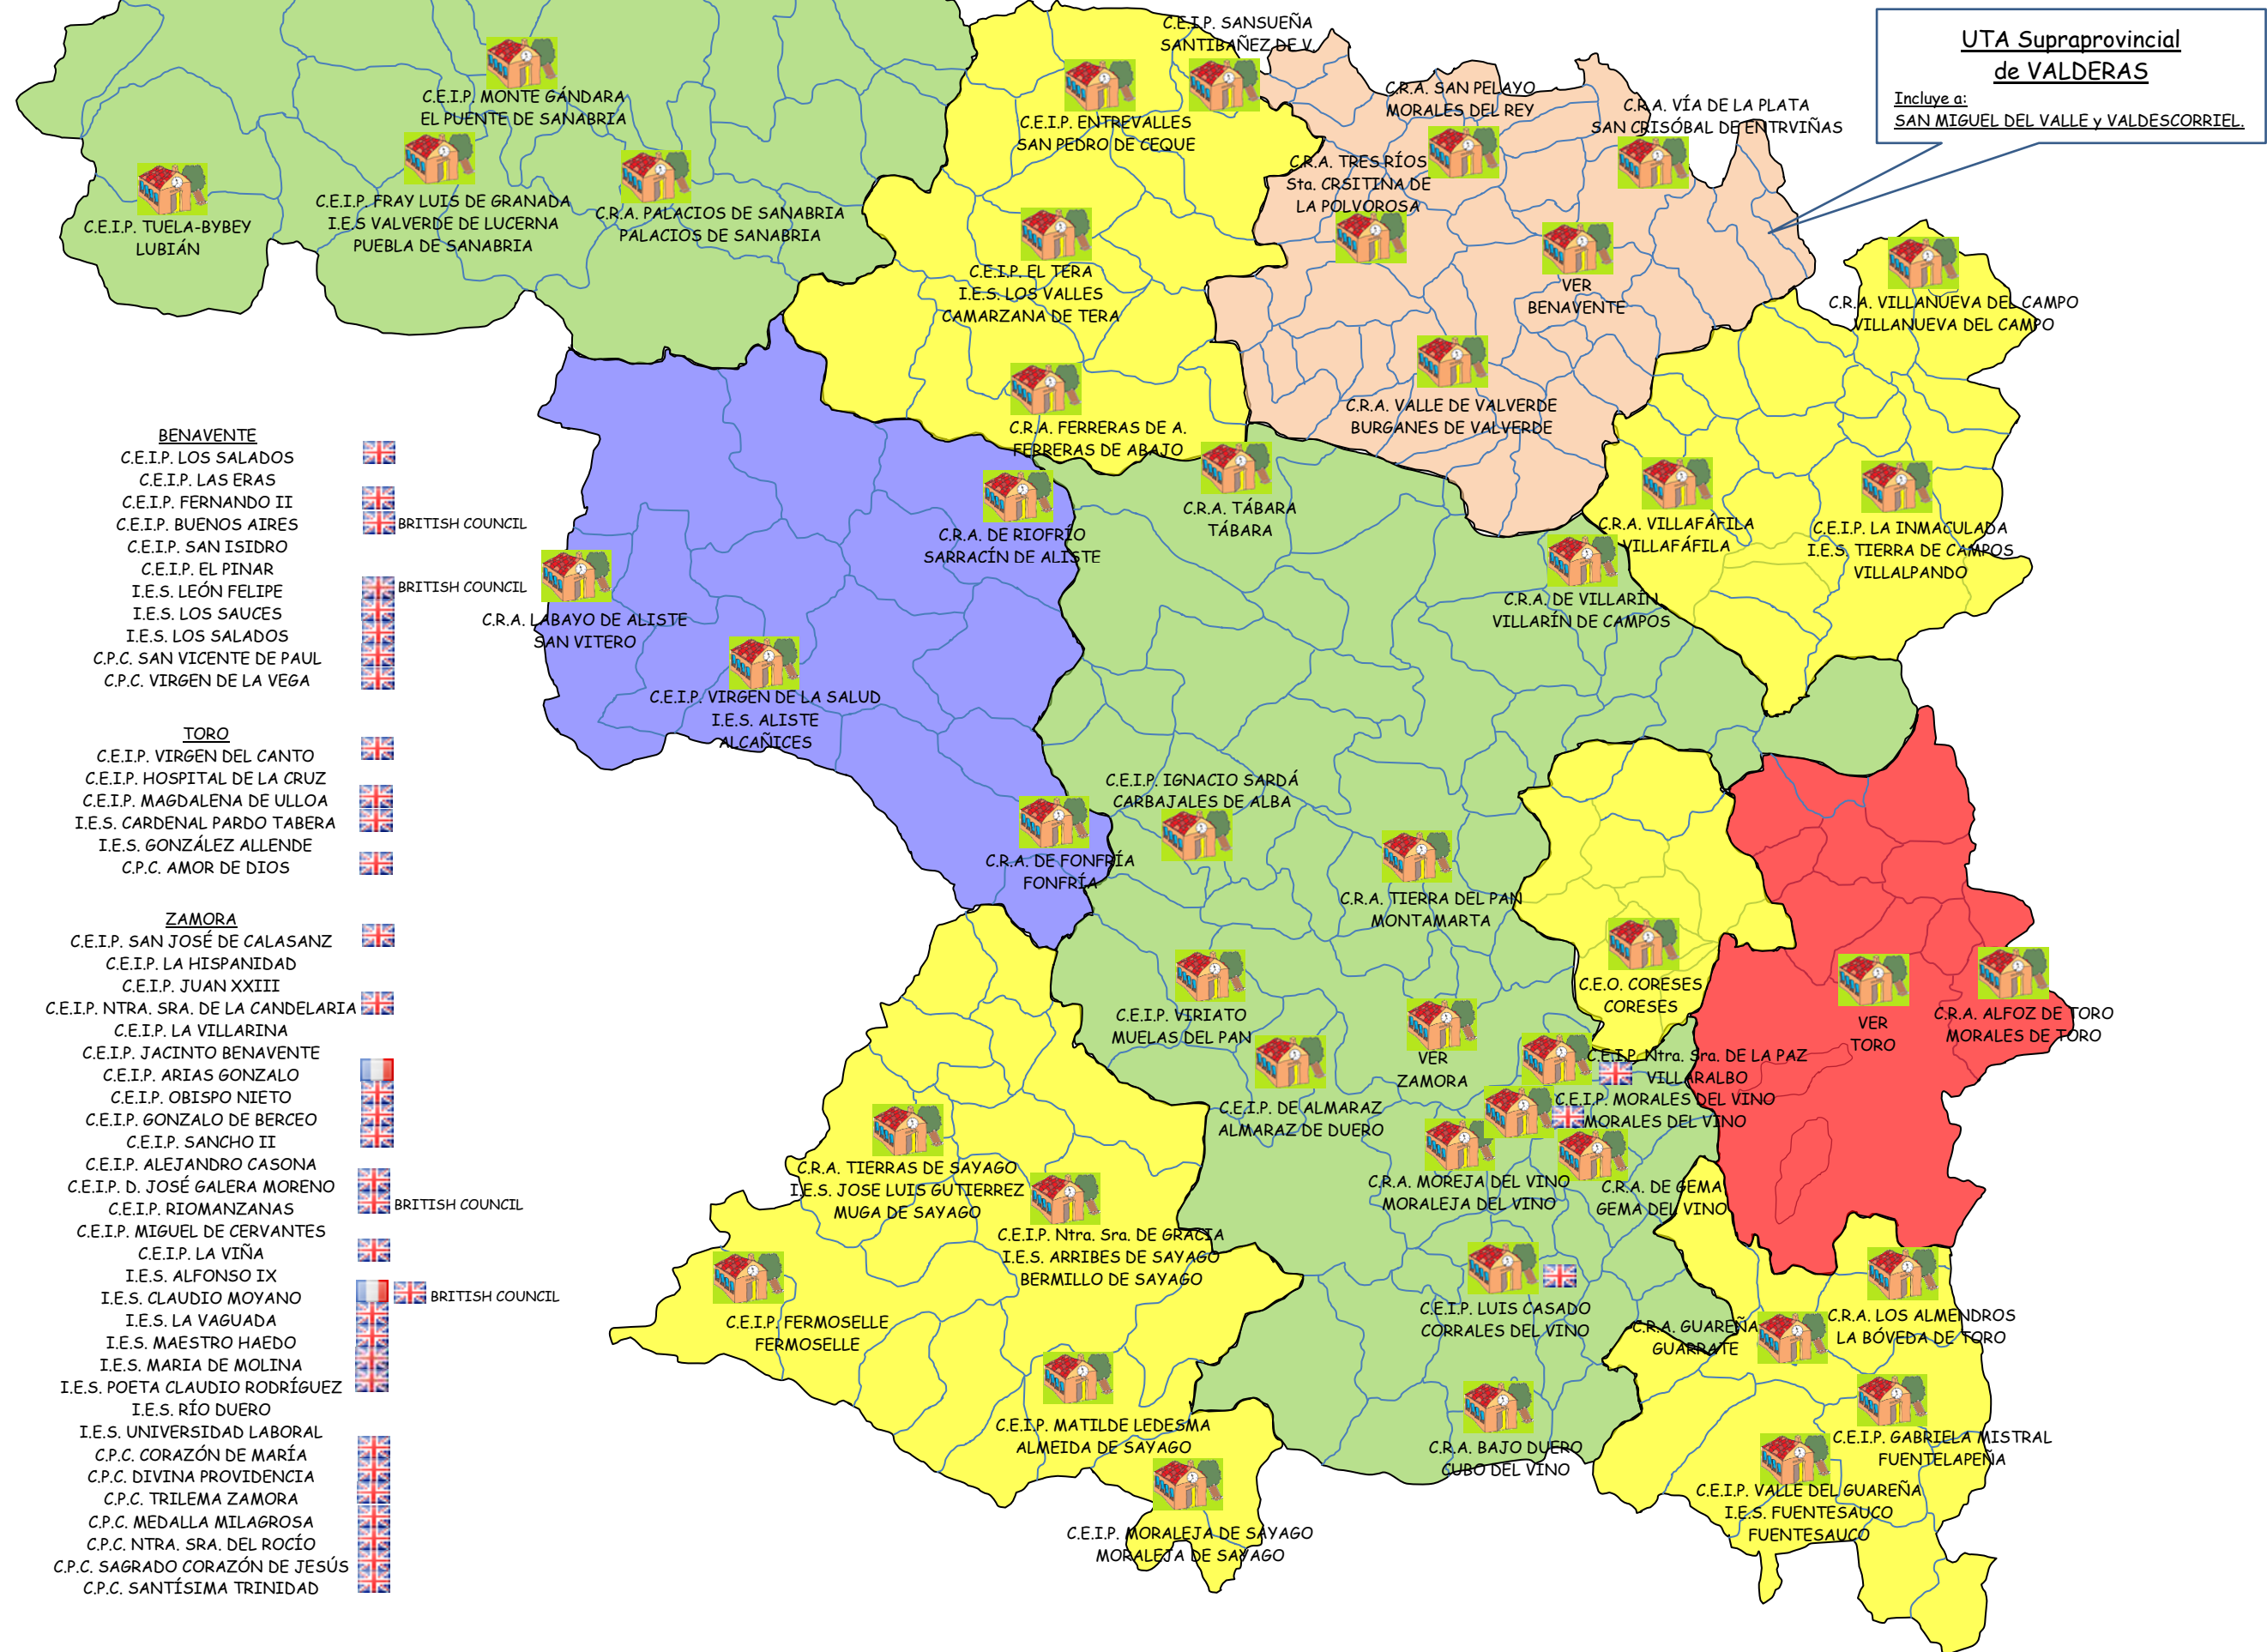 C.E.I.P. SANSUEÑA
SANTIBAÑEZ DE V.
UTA Supraprovincial
de VALDERAS
Incluye a:
SAN MIGUEL DEL VALLE y VALDESCORRIEL.
C.E.I.P. MONTE GÁNDARA
EL PUENTE DE SANABRIA
C.E.I.P. ENTREVALLES
SAN PEDRO DE CEQUE
C.R.A. SAN PELAYO
MORALES DEL REY
C.R.A. VÍA DE LA PLATA
SAN CRISÓBAL DE ENTRVIÑAS
C.R.A. TRES RÍOS
Sta. CRSITINA DE
LA POLVOROSA
C.E.I.P. TUELA-BYBEY
LUBIÁN
C.E.I.P. FRAY LUIS DE GRANADA
I.E.S VALVERDE DE LUCERNA
PUEBLA DE SANABRIA
C.R.A. PALACIOS DE SANABRIA
PALACIOS DE SANABRIA
C.E.I.P. EL TERA
I.E.S. LOS VALLES
CAMARZANA DE TERA
VER
BENAVENTE
C.R.A. VILLANUEVA DEL CAMPO
VILLANUEVA DEL CAMPO
C.R.A. FERRERAS DE A.
FERRERAS DE ABAJO
C.R.A. VALLE DE VALVERDE
BURGANES DE VALVERDE
C.R.A. DE RIOFRÍO
SARRACÍN DE ALISTE
C.R.A. TÁBARA
TÁBARA
C.R.A. VILLAFÁFILA
VILLAFÁFILA
C.E.I.P. LA INMACULADA
I.E.S. TIERRA DE CAMPOS
VILLALPANDO
C.R.A. LABAYO DE ALISTE
SAN VITERO
C.R.A. DE VILLARÍN
VILLARÍN DE CAMPOS
C.E.I.P. VIRGEN DE LA SALUD
I.E.S. ALISTE
ALCAÑICES
C.E.I.P. IGNACIO SARDÁ
CARBAJALES DE ALBA
C.R.A. DE FONFRÍA
FONFRÍA
C.R.A. TIERRA DEL PAN
MONTAMARTA
C.E.O. CORESES
CORESES
C.E.I.P. VIRIATO
MUELAS DEL PAN
VER
ZAMORA
VER
TORO
C.R.A. ALFOZ DE TORO
MORALES DE TORO
C.E.I.P. Ntra. Sra. DE LA PAZ
VILLARALBO
C.E.I.P. DE ALMARAZ
ALMARAZ DE DUERO
C.E.I.P. MORALES DEL VINO
MORALES DEL VINO
C.R.A. TIERRAS DE SAYAGO
I.E.S. JOSE LUIS GUTIERREZ
MUGA DE SAYAGO
C.R.A. MOREJA DEL VINO
MORALEJA DEL VINO
C.R.A. DE GEMA
GEMA DEL VINO
C.E.I.P. Ntra. Sra. DE GRACIA
I.E.S. ARRIBES DE SAYAGO
BERMILLO DE SAYAGO
C.E.I.P. FERMOSELLE
FERMOSELLE
C.E.I.P. LUIS CASADO
CORRALES DEL VINO
C.R.A. GUAREÑA
GUARRATE
C.R.A. LOS ALMENDROS
LA BÓVEDA DE TORO
C.E.I.P. MATILDE LEDESMA
ALMEIDA DE SAYAGO
C.R.A. BAJO DUERO
CUBO DEL VINO
C.E.I.P. GABRIELA MISTRAL
FUENTELAPEÑA
C.E.I.P. VALLE DEL GUAREÑA
I.E.S. FUENTESAUCO
FUENTESAUCO
C.E.I.P. MORALEJA DE SAYAGO
MORALEJA DE SAYAGO
BENAVENTE
C.E.I.P. LOS SALADOS
C.E.I.P. LAS ERAS
C.E.I.P. FERNANDO II
C.E.I.P. BUENOS AIRES BRITISH COUNCIL
C.E.I.P. SAN ISIDRO
C.E.I.P. EL PINAR
I.E.S. LEÓN FELIPE BRITISH COUNCIL
I.E.S. LOS SAUCES
I.E.S. LOS SALADOS
C.P.C. SAN VICENTE DE PAUL
C.P.C. VIRGEN DE LA VEGA
TORO
C.E.I.P. VIRGEN DEL CANTO
C.E.I.P. HOSPITAL DE LA CRUZ
C.E.I.P. MAGDALENA DE ULLOA
I.E.S. CARDENAL PARDO TABERA
I.E.S. GONZÁLEZ ALLENDE
C.P.C. AMOR DE DIOS
ZAMORA
C.E.I.P. SAN JOSÉ DE CALASANZ
C.E.I.P. LA HISPANIDAD
C.E.I.P. JUAN XXIII
C.E.I.P. NTRA. SRA. DE LA CANDELARIA
C.E.I.P. LA VILLARINA
C.E.I.P. JACINTO BENAVENTE
C.E.I.P. ARIAS GONZALO
C.E.I.P. OBISPO NIETO
C.E.I.P. GONZALO DE BERCEO
C.E.I.P. SANCHO II
C.E.I.P. ALEJANDRO CASONA
C.E.I.P. D. JOSÉ GALERA MORENO
C.E.I.P. RIOMANZANAS BRITISH COUNCIL
C.E.I.P. MIGUEL DE CERVANTES
C.E.I.P. LA VIÑA
I.E.S. ALFONSO IX
I.E.S. CLAUDIO MOYANO BRITISH COUNCIL
I.E.S. LA VAGUADA
I.E.S. MAESTRO HAEDO
I.E.S. MARIA DE MOLINA
I.E.S. POETA CLAUDIO RODRÍGUEZ
I.E.S. RÍO DUERO
I.E.S. UNIVERSIDAD LABORAL
C.P.C. CORAZÓN DE MARÍA
C.P.C. DIVINA PROVIDENCIA
C.P.C. TRILEMA ZAMORA
C.P.C. MEDALLA MILAGROSA
C.P.C. NTRA. SRA. DEL ROCÍO
C.P.C. SAGRADO CORAZÓN DE JESÚS
C.P.C. SANTÍSIMA TRINIDAD